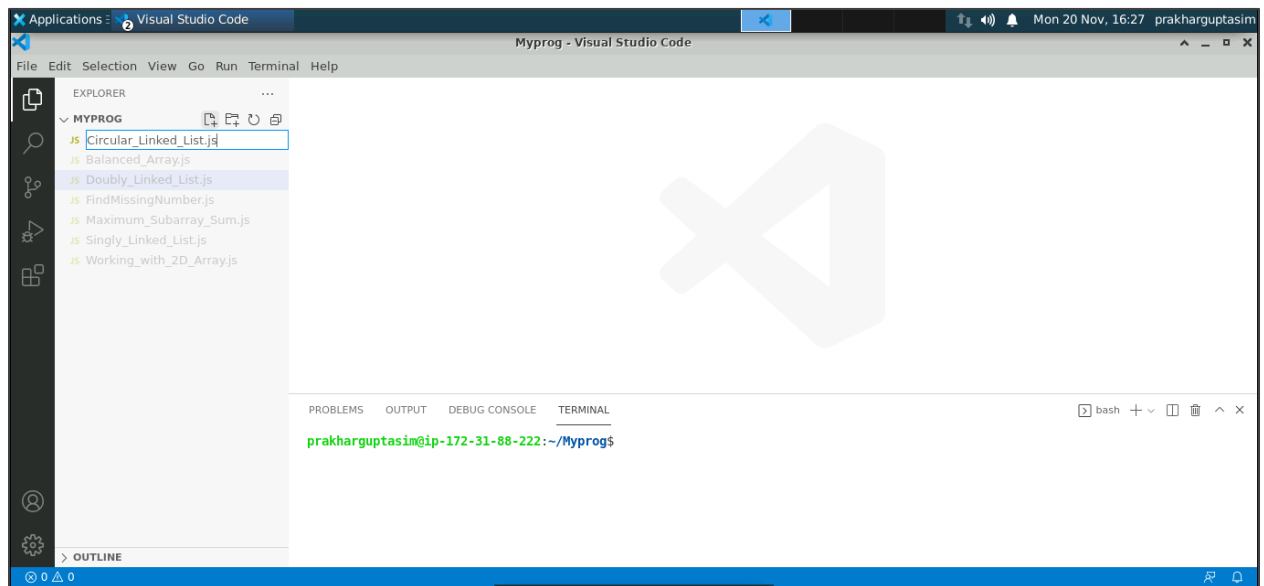 Applications : 2 Visual Studio Code Mon 20 Nov, 16:27 prakharguptasim
Myprog - Visual Studio Code
File Edit Selection View Go Run Terminal Help
EXPLORER ...
MYPROG
JS Circular_Linked_List.js
JS Balanced_Array.js
JS Doubly_Linked_List.js
JS FindMissingNumber.js
JS Maximum_Subarray_Sum.js
JS Singly_Linked_List.js
JS Working_with_2D_Array.js
PROBLEMS OUTPUT DEBUG CONSOLE TERMINAL bash
prakharguptasim@ip-172-31-88-222:~/Myprog$
OUTLINE
0 0